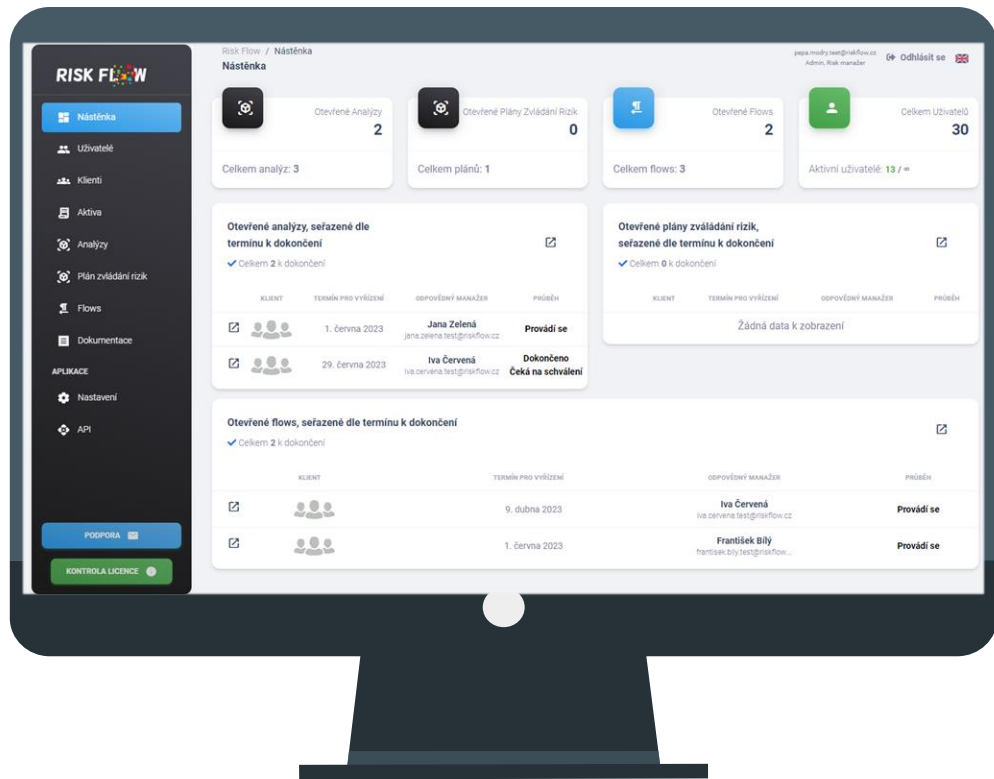 RISK FLOW
Nástěnka
Uživatelé
Klienti
Aktiva
Analýzy
Plán zvládání rizik
Flows
Dokumentace
APLIKACE
Nastavení
API
PODPORA
KONTROLA LICENCE
Risk Flow / Nástěnka
Nástěnka
pepa.modry.test@riskflow.cz
Admin, Risk manažer
Odhlásit se
Otevřené Analýzy
2
Celkem analýz: 3
Otevřené Plány Zvládání Rizik
0
Celkem plánů: 1
Otevřené Flows
2
Celkem flows: 3
Celkem Uživatelů
30
Aktivní uživatelé: 13 / ∞
Otevřené analýzy, seřazené dle
termínu k dokončení
Celkem 2 k dokončení
KLIENT TERMÍN PRO VYŘÍZENÍ ODPOVĚDNÝ MANAŽER PRŮBĚH
1. června 2023 Jana Zelená Provádí se
jana.zelena.test@riskflow.cz
29. června 2023 Iva Červená Dokončeno
iva.cervena.test@riskflow.cz Čeká na schválení
Otevřené plány zvláládání rizik,
seřazené dle termínu k dokončení
Celkem 0 k dokončení
KLIENT TERMÍN PRO VYŘÍZENÍ ODPOVĚDNÝ MANAŽER PRŮBĚH
Žádná data k zobrazení
Otevřené flows, seřazené dle termínu k dokončení
Celkem 2 k dokončení
KLIENT TERMÍN PRO VYŘÍZENÍ ODPOVĚDNÝ MANAŽER PRŮBĚH
9. dubna 2023 Iva Červená Provádí se
iva.cervena.test@riskflow.cz
1. června 2023 František Bílý Provádí se
frantisek.bily.test@riskflow...